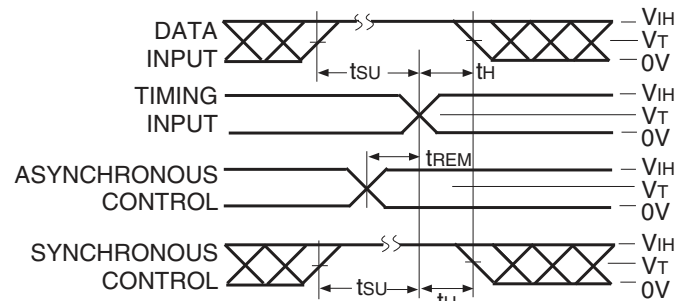 DATA INPUT
VIH
VT
0V
tSU
tH
TIMING INPUT
VIH
VT
0V
tREM
ASYNCHRONOUS CONTROL
VIH
VT
0V
SYNCHRONOUS CONTROL
VIH
VT
0V
tSU